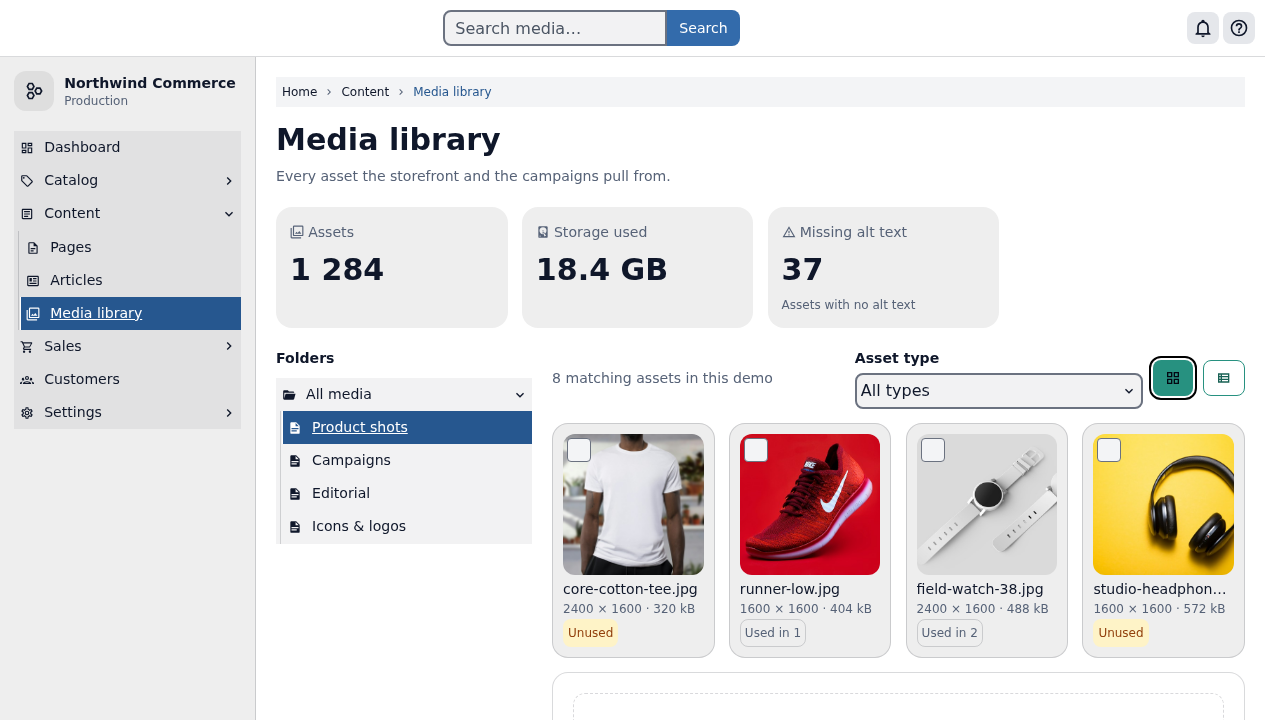 Search media...
Search
Northwind Commerce
Production
Dashboard
Catalog
Content
Pages
Articles
Media library
Sales
Customers
Settings
Home
Content
Media library
Media library
Every asset the storefront and the campaigns pull from.
Assets
1 284
Storage used
18.4 GB
Missing alt text
37
Assets with no alt text
Folders
All media
Product shots
Campaigns
Editorial
Icons & logos
8 matching assets in this demo
Asset type
All types
core-cotton-tee.jpg
2400 × 1600 · 320 kB
Unused
runner-low.jpg
1600 × 1600 · 404 kB
Used in 1
field-watch-38.jpg
2400 × 1600 · 488 kB
Used in 2
studio-headphon...
1600 × 1600 · 572 kB
Unused